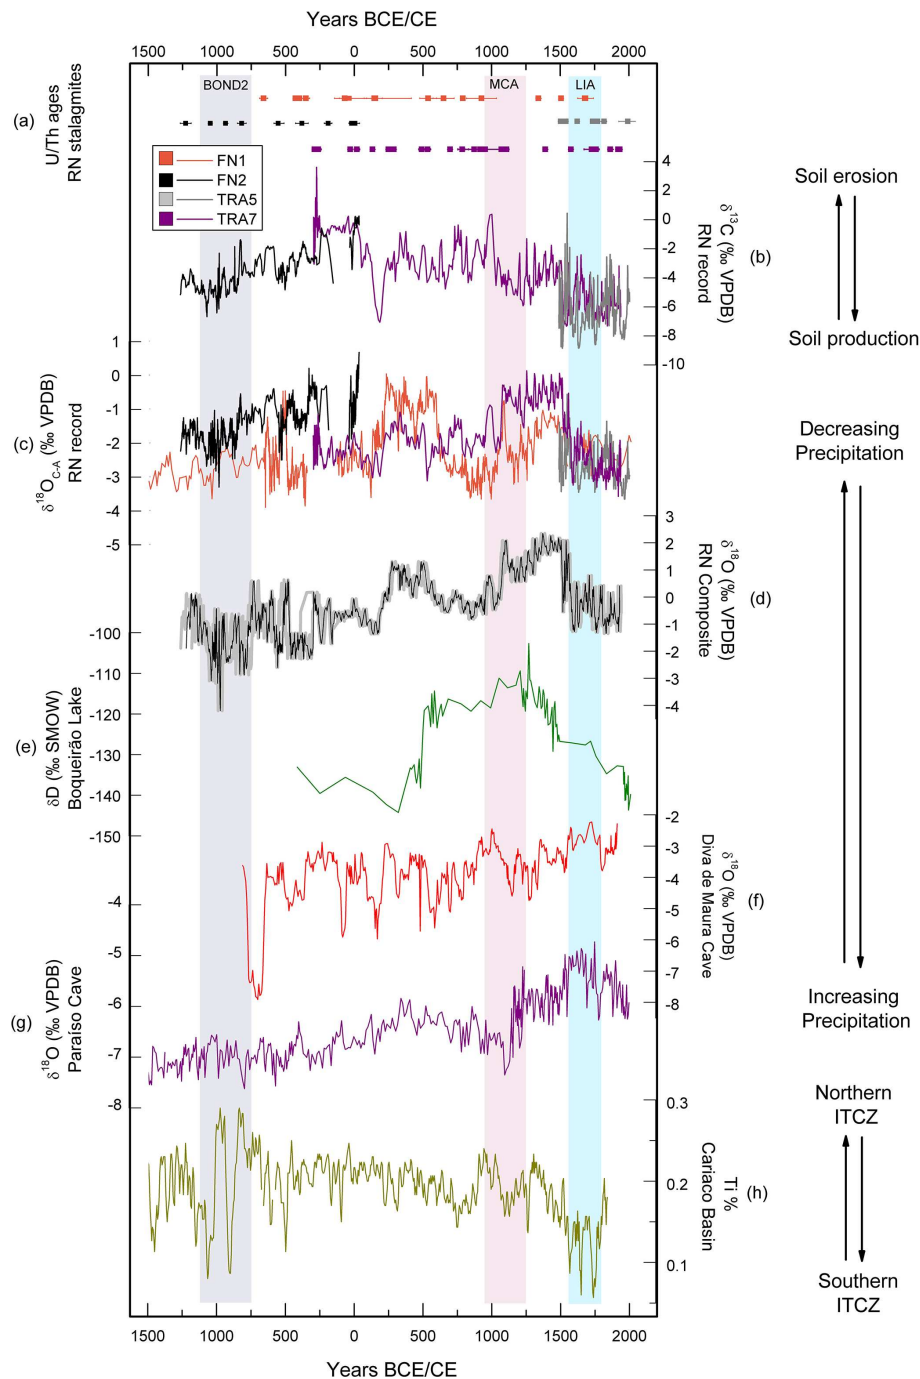 Years BCE/CE
1500 1000 500 0 500 1000 1500 2000
BOND2 MCA LIA
(a)
U/Th ages
RN stalagmites
FN1
FN2
TRA5
TRA7
4
2
0
-2
-4
-6
-8
-10
δ¹³C (‰ VPDB)
RN record
(b)
Soil erosion
Soil production
1
0
-1
-2
-3
-4
-5
(c)
δ¹⁸O_C-A (‰ VPDB)
RN record
Decreasing
Precipitation
3
2
1
0
-1
-2
-3
-4
δ¹⁸O (‰ VPDB)
RN Composite
(d)
-100
-110
-120
-130
-140
-150
(e)
δD (‰ SMOW)
Boqueirão Lake
-2
-3
-4
-5
-6
-7
-8
δ¹⁸O (‰ VPDB)
Diva de Maura Cave
(f)
-4
-5
-6
-7
-8
(g)
δ¹⁸O (‰ VPDB)
Paraíso Cave
Increasing
Precipitation
0.3
0.2
0.1
Ti %
Cariaco Basin
(h)
Northern
ITCZ
Southern
ITCZ
1500 1000 500 0 500 1000 1500 2000
Years BCE/CE